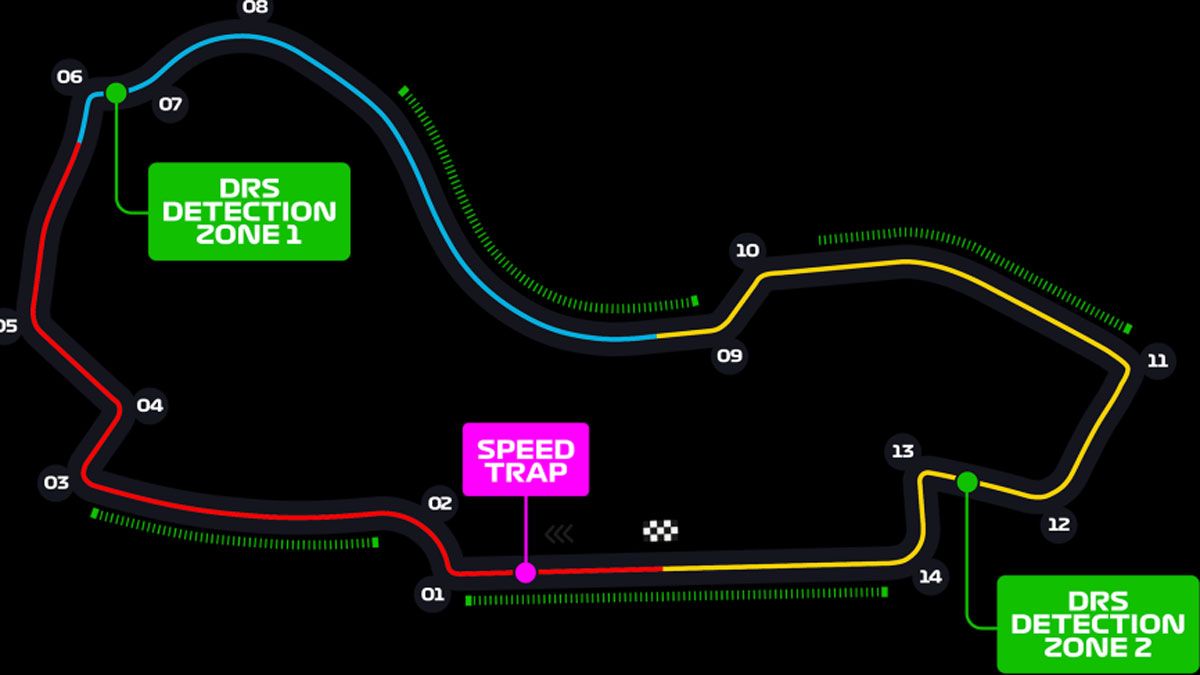 08
06
07
DRS
DETECTION
ZONE 1
10
05
09
11
04
03
02
SPEED
TRAP
13
12
01
14
DRS
DETECTION
ZONE 2